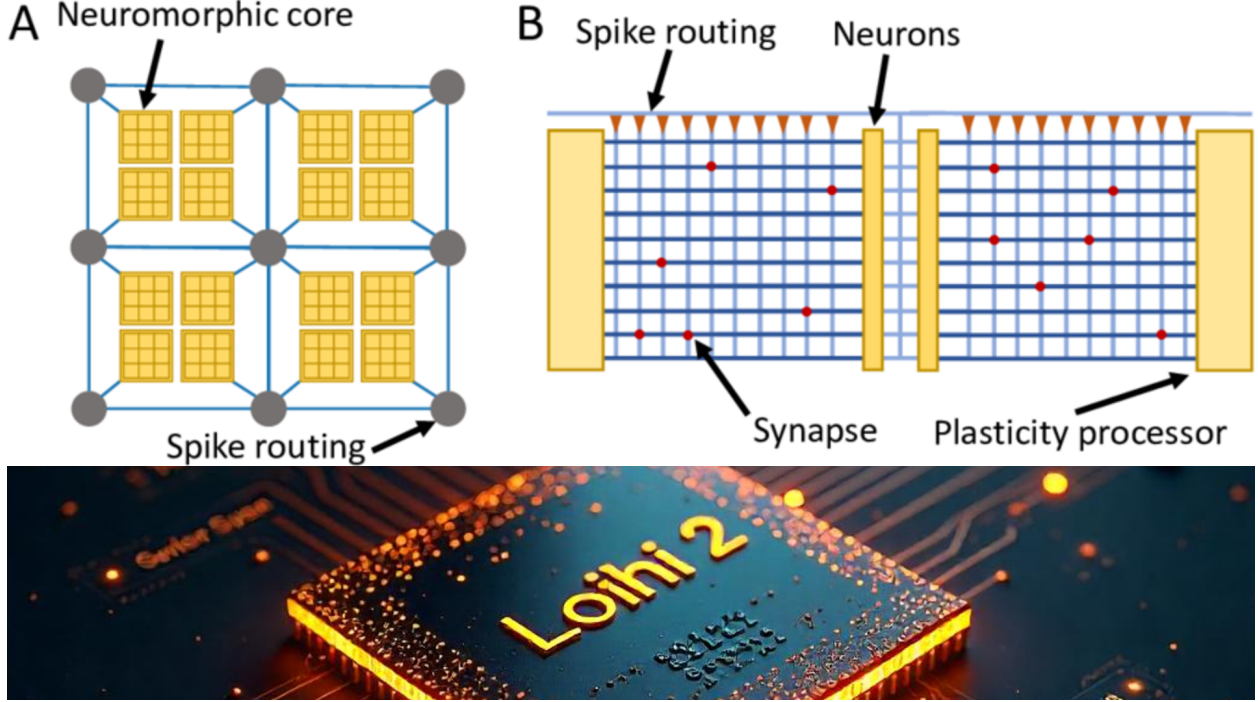 A
Neuromorphic core
Spike routing
B
Spike routing
Neurons
Synapse
Plasticity processor
Loihi 2